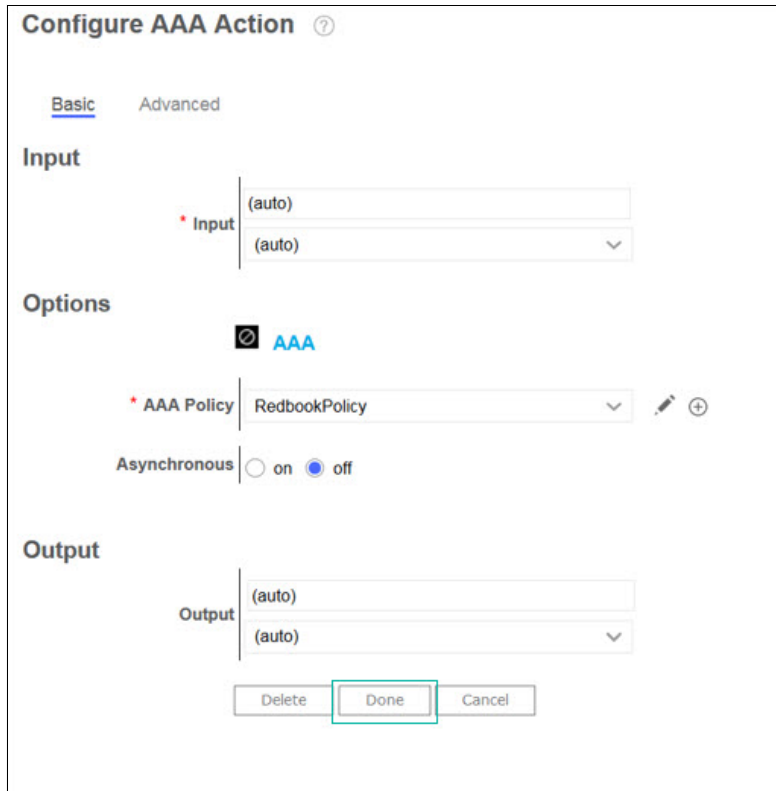 Configure AAA Action ?
Basic Advanced
Input
(auto)
* Input
(auto)
Options
AAA
* AAA Policy RedbookPolicy
Asynchronous on off
Output
(auto)
Output
(auto)
Delete Done Cancel